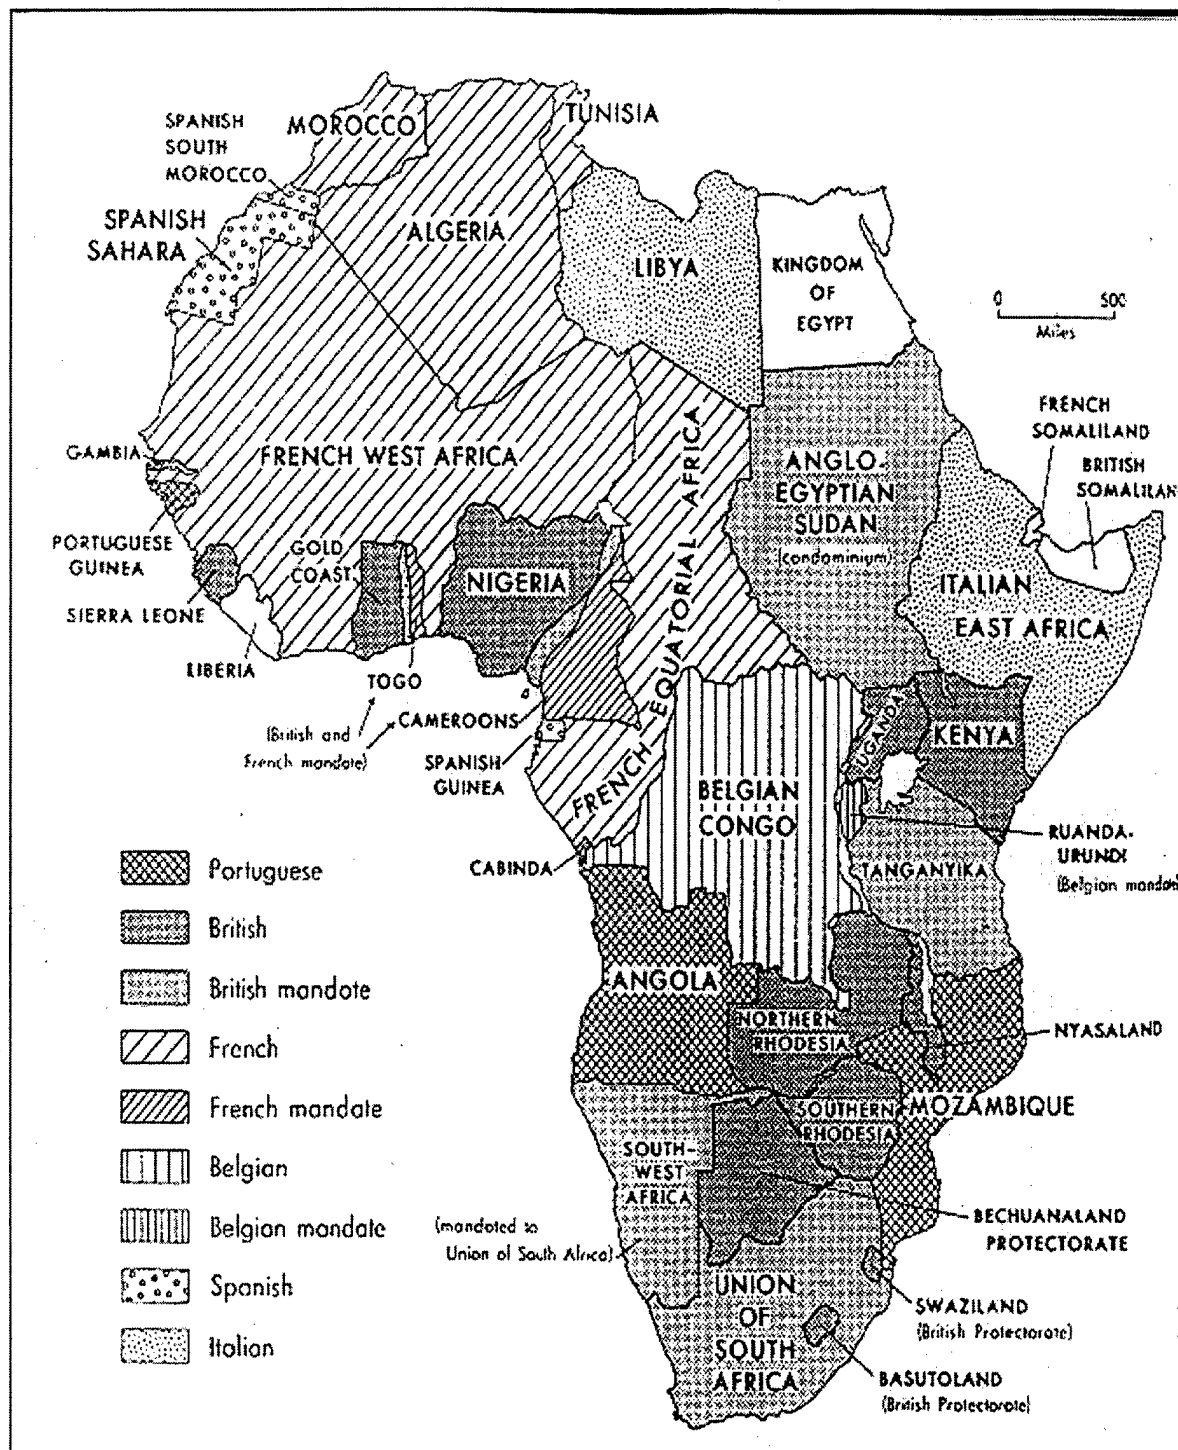 TUNISIA
MOROCCO
SPANISH
SOUTH
MOROCCO
SPANISH
SAHARA
ALGERIA
LIBYA
KINGDOM
OF
EGYPT
0 500
Miles
FRENCH
SOMALILAND
BRITISH
SOMALILAN
GAMBIA
FRENCH WEST AFRICA
FRENCH EQUATORIAL AFRICA
ANGLO-
EGYPTIAN
SUDAN
(condominium)
PORTUGUESE
GUINEA
GOLD
COAST
NIGERIA
ITALIAN
EAST AFRICA
SIERRA LEONE
LIBERIA
TOGO
CAMEROONS
(British and
French mandate)
SPANISH
GUINEA
UGANDA
KENYA
BELGIAN
CONGO
RUANDA-
URUNDI
(Belgian mandate)
CABINDA
TANGANYIKA
ANGOLA
NORTHERN
RHODESIA
NYASALAND
SOUTHERN
RHODESIA
MOZAMBIQUE
SOUTH-
WEST
AFRICA
(mandated to
Union of South Africa)
BECHUANALAND
PROTECTORATE
UNION
OF
SOUTH
AFRICA
SWAZILAND
(British Protectorate)
BASUTOLAND
(British Protectorate)
Portuguese
British
British mandate
French
French mandate
Belgian
Belgian mandate
Spanish
Italian